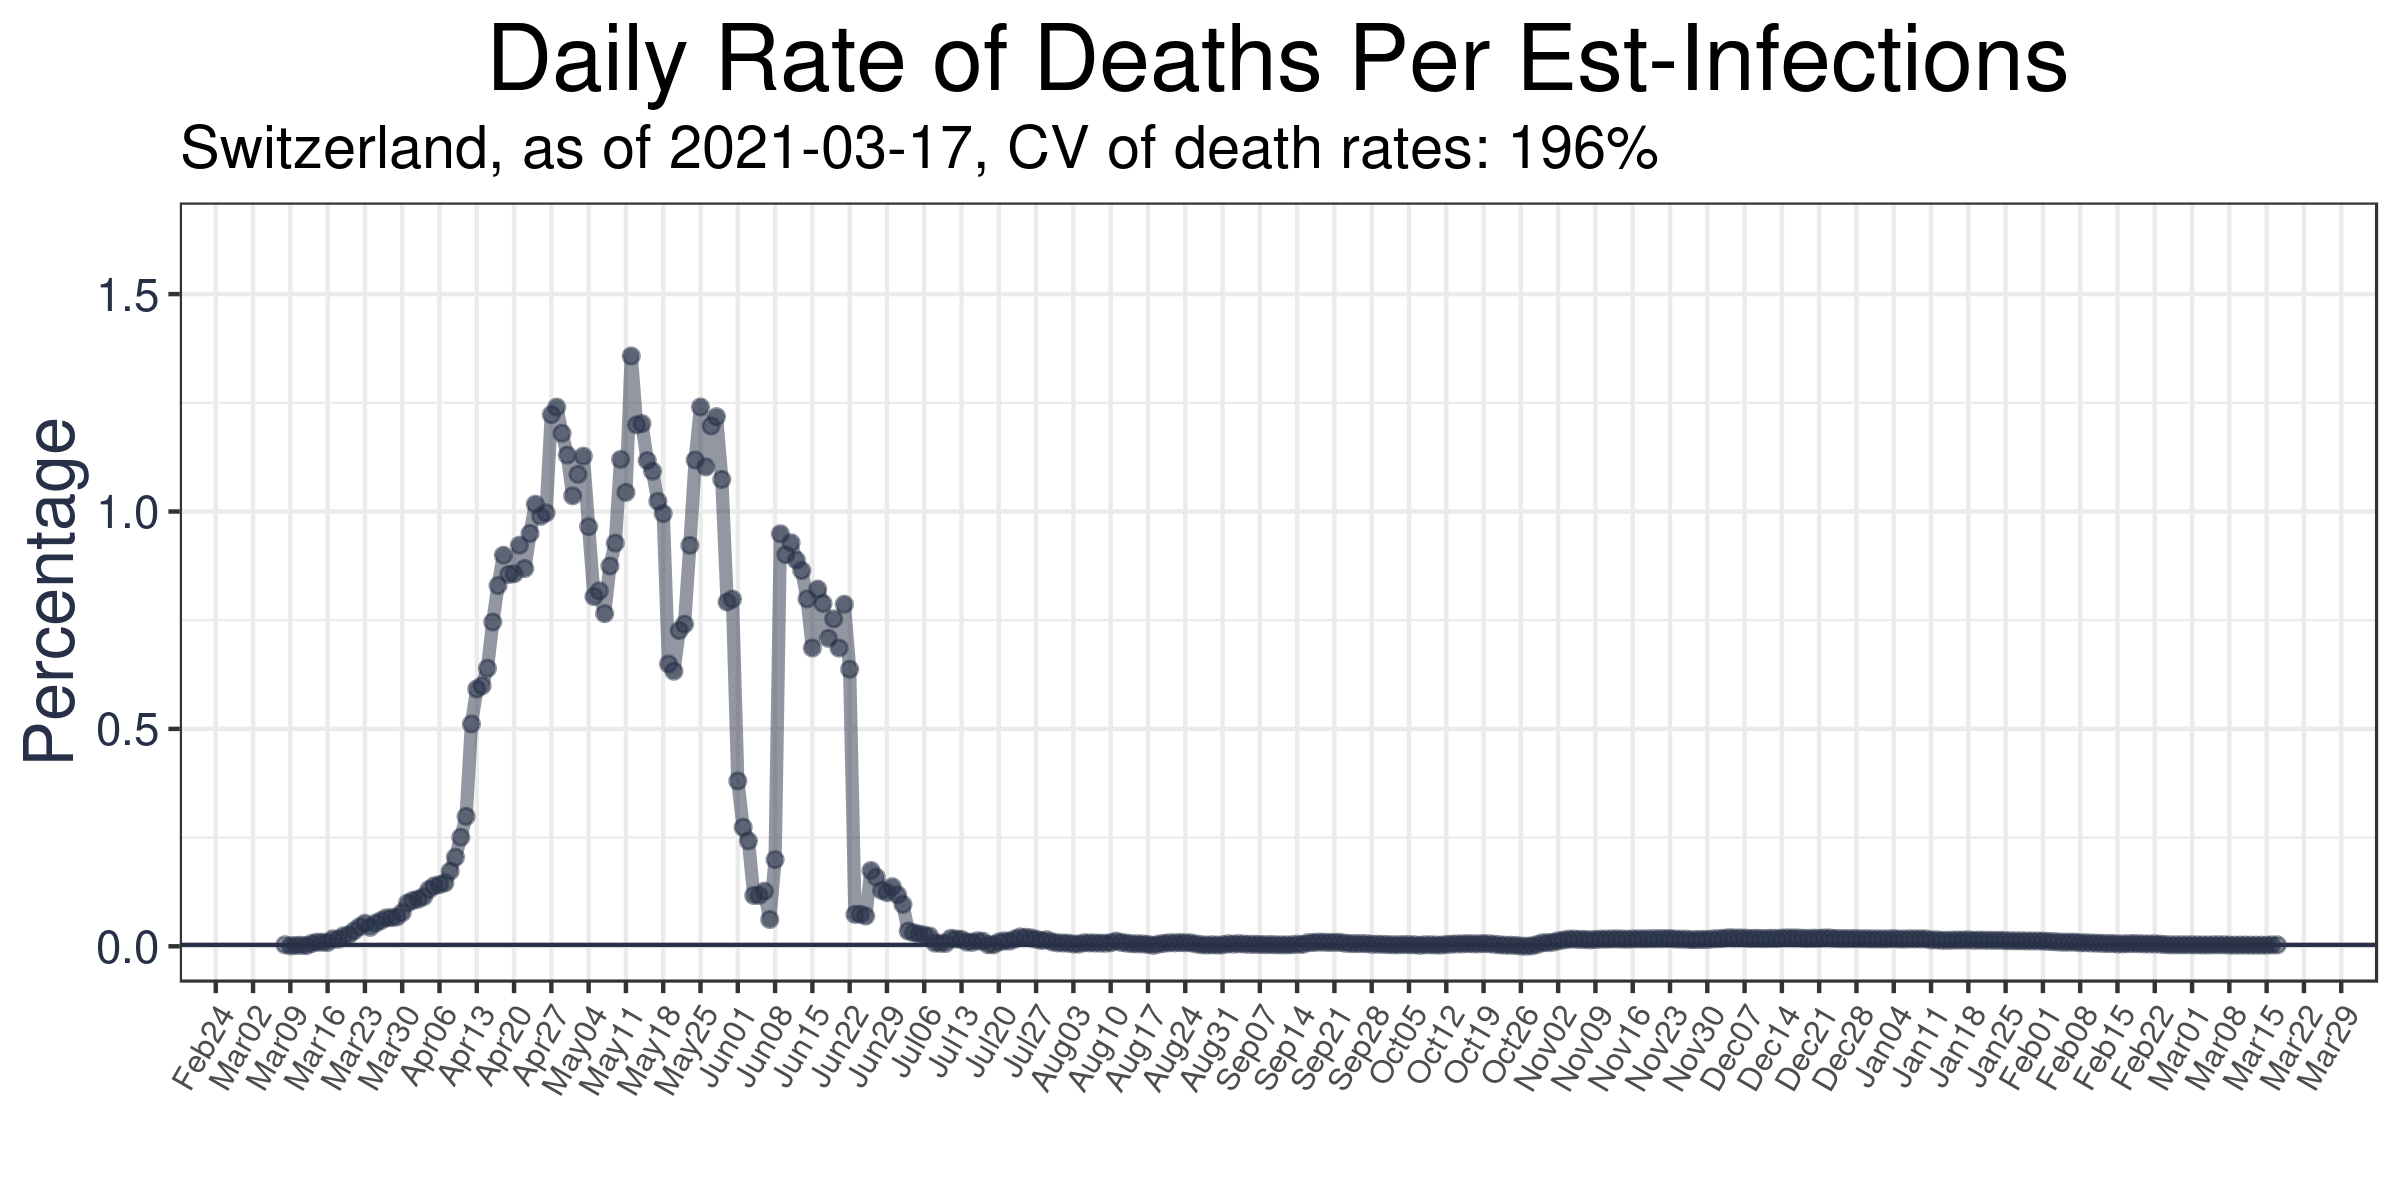 Daily Rate of Deaths Per Est-Infections
Switzerland, as of 2021-03-17, CV of death rates: 196%
Percentage
1.5
1.0
0.5
0.0
Feb24
Mar02
Mar09
Mar16
Mar23
Mar30
Apr06
Apr13
Apr20
Apr27
May04
May11
May18
May25
Jun01
Jun08
Jun15
Jun22
Jun29
Jul06
Jul13
Jul20
Jul27
Aug03
Aug10
Aug17
Aug24
Aug31
Sep07
Sep14
Sep21
Sep28
Oct05
Oct12
Oct19
Oct26
Nov02
Nov09
Nov16
Nov23
Nov30
Dec07
Dec14
Dec21
Dec28
Jan04
Jan11
Jan18
Jan25
Feb01
Feb08
Feb15
Feb22
Mar01
Mar08
Mar15
Mar22
Mar29